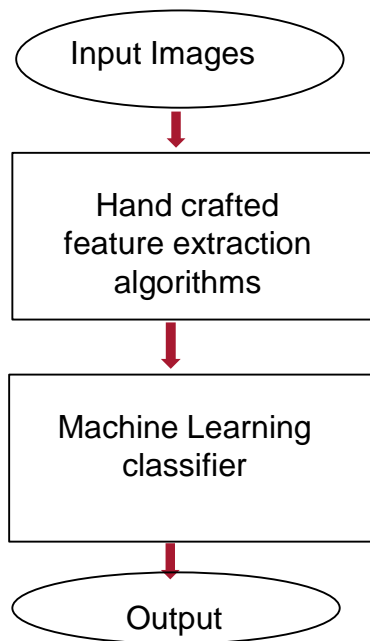 Input Images
Hand crafted
feature extraction
algorithms
Machine Learning
classifier
Output